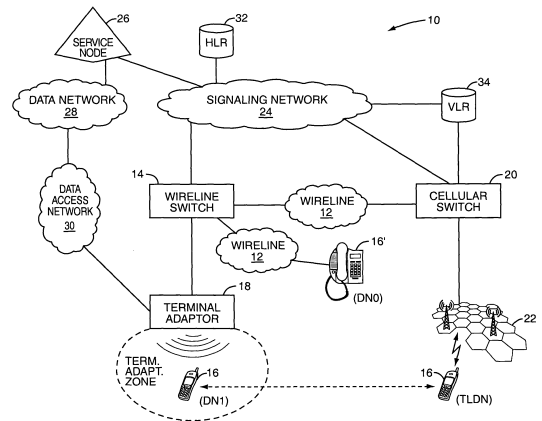 26
SERVICE
NODE
32
HLR
10
DATA NETWORK
28
SIGNALING NETWORK
24
34
VLR
14
WIRELINE
SWITCH
WIRELINE
12
20
CELLULAR
SWITCH
DATA
ACCESS
NETWORK
30
WIRELINE
12
16'
(DN0)
18
TERMINAL
ADAPTOR
22
TERM.
ADAPT.
ZONE
16
(DN1)
16
(TLDN)